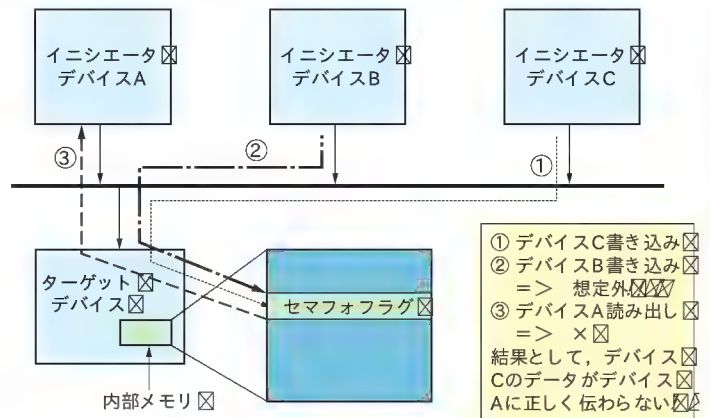 イニシエータ
デバイスA
イニシエータ
デバイスB
イニシエータ
デバイスC
③
②
①
ターゲット
デバイス
内部メモリ
セマフォフラグ
① デバイスC書き込み
② デバイスB書き込み
=> 想定外
③ デバイスA読み出し
=> ×
結果として，デバイス
Cのデータがデバイス
Aに正しく伝わらない